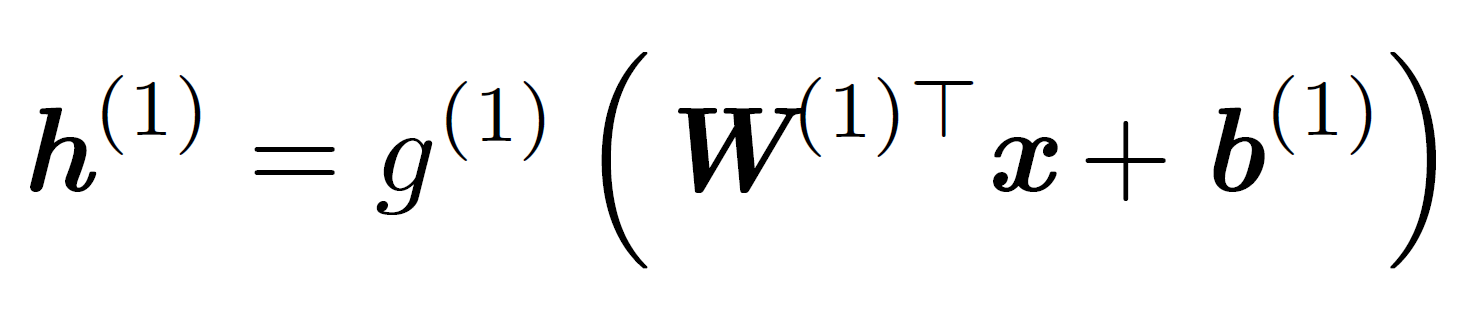 h⁽¹⁾ = g⁽¹⁾ ( W⁽¹⁾⊤ x + b⁽¹⁾ )